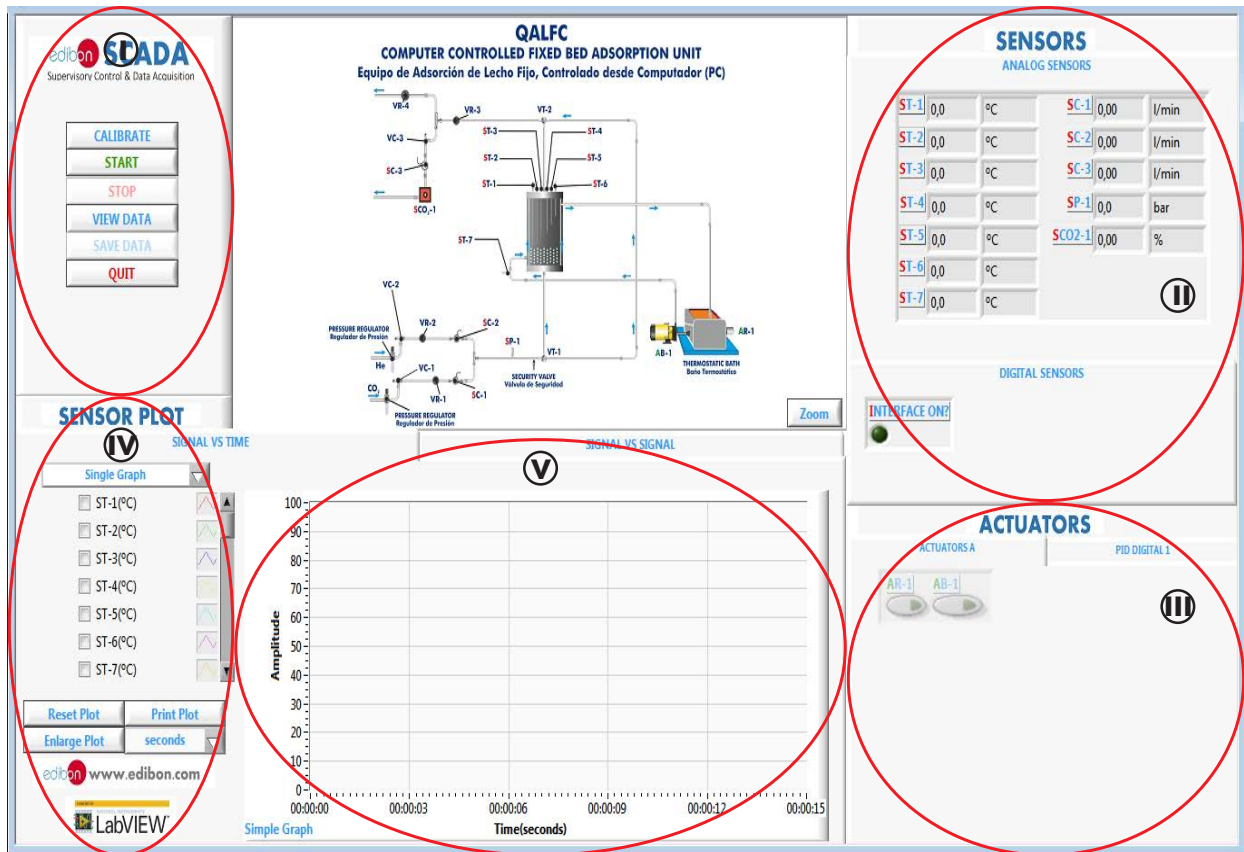 edibon SCADA
Supervisory Control & Data Acquisition
I
CALIBRATE
START
STOP
VIEW DATA
SAVE DATA
QUIT
QALFC
COMPUTER CONTROLLED FIXED BED ADSORPTION UNIT
Equipo de Adsorción de Lecho Fijo, Controlado desde Computador (PC)
VR-4
VR-3
VT-2
VC-3
ST-3
ST-4
SC-3
ST-2
ST-5
ST-1
ST-6
SCO₂-1
ST-7
VC-2
PRESSURE REGULATOR
Regulador de Presión
VR-2
SC-2
SP-1
He
VC-1
VT-1
AB-1
AR-1
THERMOSTATIC BATH
Baño Termostático
SECURITY VALVE
Válvula de Seguridad
CO₂
VR-1
SC-1
PRESSURE REGULATOR
Regulador de Presión
Zoom
SENSORS
ANALOG SENSORS
ST-1 0,0 ºC SC-1 0,00 l/min
ST-2 0,0 ºC SC-2 0,00 l/min
ST-3 0,0 ºC SC-3 0,00 l/min
ST-4 0,0 ºC SP-1 0,0 bar
ST-5 0,0 ºC SCO2-1 0,00 %
ST-6 0,0 ºC
ST-7 0,0 ºC
II
DIGITAL SENSORS
INTERFACE ON?
SENSOR PLOT
IV
SIGNAL VS TIME
SIGNAL VS SIGNAL
V
Single Graph
ST-1(ºC)
ST-2(ºC)
ST-3(ºC)
ST-4(ºC)
ST-5(ºC)
ST-6(ºC)
ST-7(ºC)
Reset Plot Print Plot
Enlarge Plot seconds
edibon www.edibon.com
LabVIEW
Amplitude
100
90
80
70
60
50
40
30
20
10
0
00:00:00 00:00:03 00:00:06 00:00:09 00:00:12 00:00:15
Simple Graph
Time(seconds)
ACTUATORS
ACTUATORS A
PID DIGITAL 1
AR-1 AB-1
III